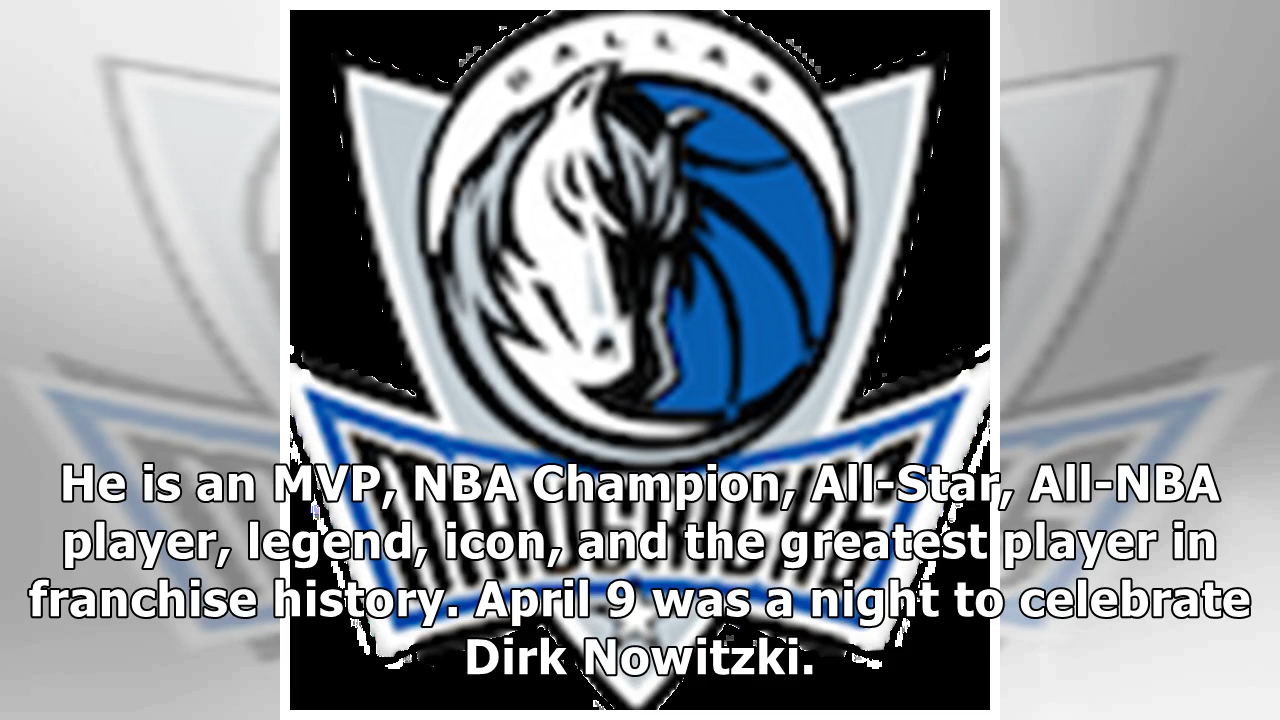 DALLAS
He is an MVP, NBA Champion, All-Star, All-NBA
player, legend, icon, and the greatest player in
franchise history. April 9 was a night to celebrate
Dirk Nowitzki.